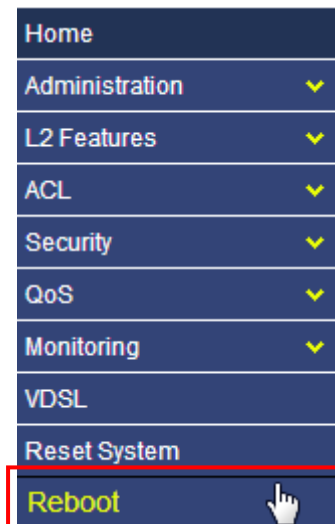 Home
Administration
L2 Features
ACL
Security
QoS
Monitoring
VDSL
Reset System
Reboot